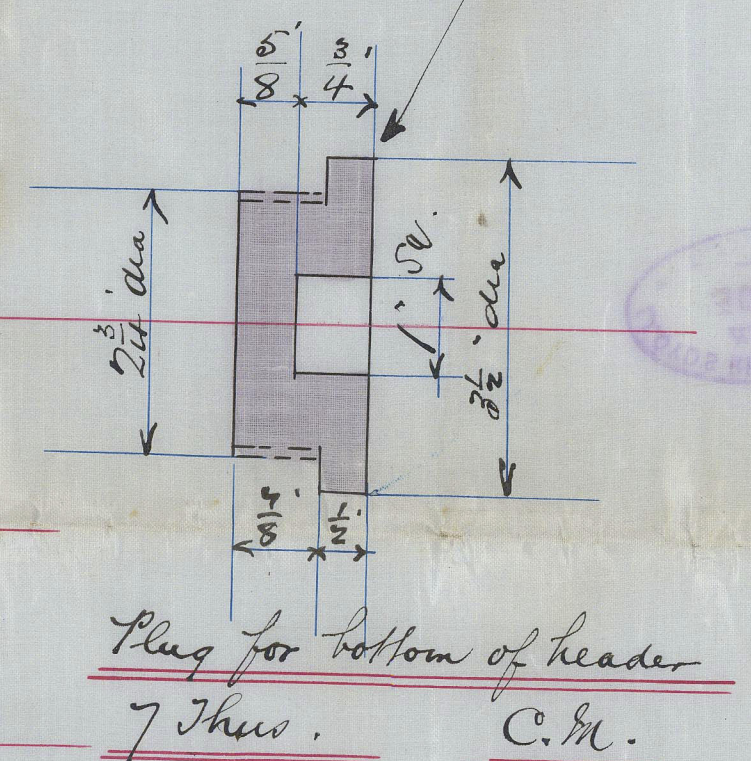 5/8' 3/4'
2 3/4' dia
1" Sq.
3 1/2' dia
7/8' 1/2'
Plug for bottom of header
7 Thus. C.M.